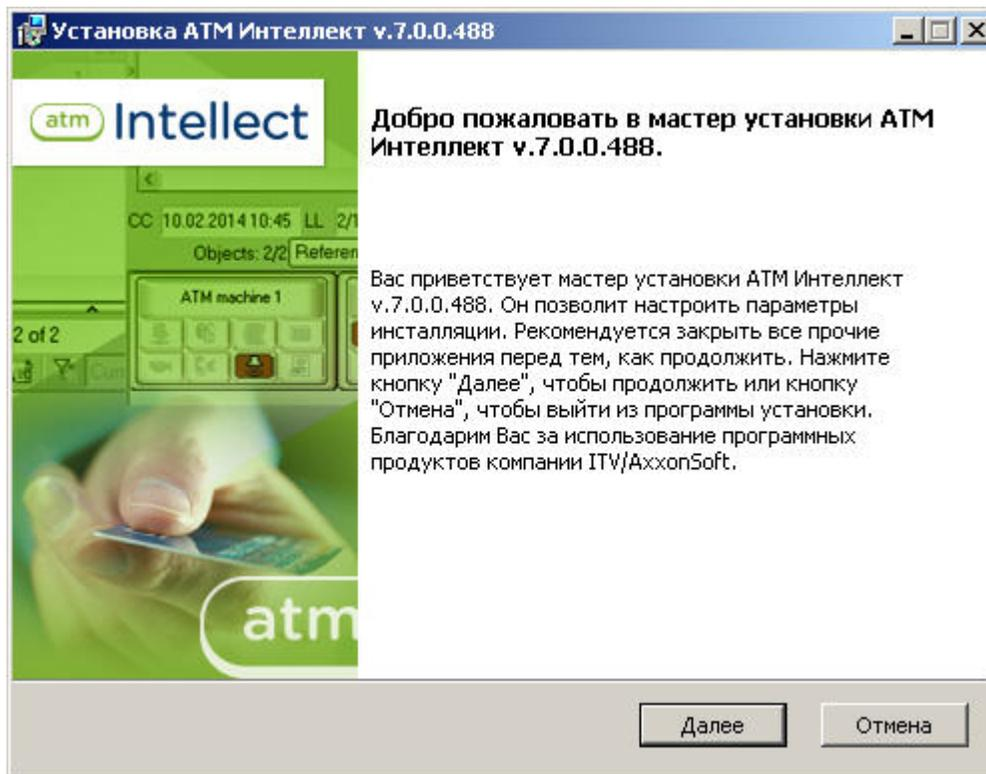 Установка АТМ Интеллект v.7.0.0.488
atm Intellect
Добро пожаловать в мастер установки АТМ
Интеллект v.7.0.0.488.
CC 10.02.2014 10:45 LL 2/1
Objects: 2/2 Referen
ATM machine 1
2 of 2
Вас приветствует мастер установки АТМ Интеллект
v.7.0.0.488. Он позволит настроить параметры
инсталляции. Рекомендуется закрыть все прочие
приложения перед тем, как продолжить. Нажмите
кнопку "Далее", чтобы продолжить или кнопку
"Отмена", чтобы выйти из программы установки.
Благодарим Вас за использование программных
продуктов компании ITV/AxxonSoft.
atm
Далее
Отмена